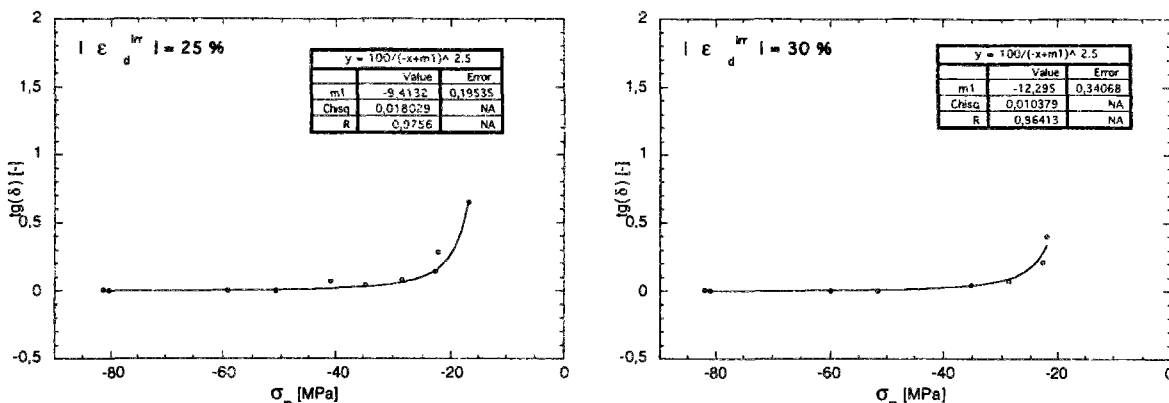 | ε d irr | = 25 %
y = 100/(-x+m1)^ 2.5
Value Error
m1 -9,4132 0,19535
Chisq 0,018029 NA
R 0,9756 NA
2
1,5
1
0,5
0
-0,5
tg(δ) [-]
-80 -60 -40 -20 0
σm [MPa]
| ε d irr | = 30 %
y = 100/(-x+m1)^ 2.5
Value Error
m1 -12,295 0,34068
Chisq 0,010379 NA
R 0,96413 NA
2
1,5
1
0,5
0
-0,5
tg(δ) [-]
-80 -60 -40 -20 0
σm [MPa]